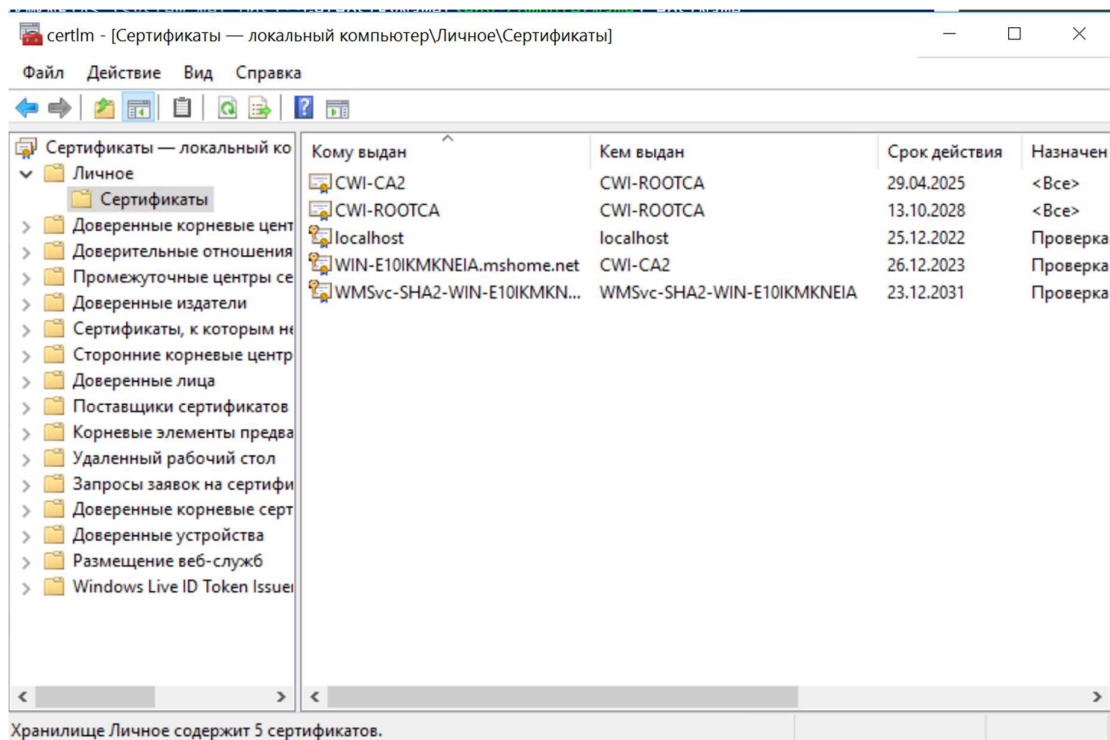 certlm - [Сертификаты — локальный компьютер\Личное\Сертификаты]
Файл Действие Вид Справка
Сертификаты — локальный ко
Личное
Сертификаты
Доверенные корневые цент
Доверительные отношения
Промежуточные центры се
Доверенные издатели
Сертификаты, к которым не
Сторонние корневые центр
Доверенные лица
Поставщики сертификатов
Корневые элементы предва
Удаленный рабочий стол
Запросы заявок на сертифи
Доверенные корневые серт
Доверенные устройства
Размещение веб-служб
Windows Live ID Token Issuer
Кому выдан Кем выдан Срок действия Назначен
CWI-CA2 CWI-ROOTCA 29.04.2025 <Все>
CWI-ROOTCA CWI-ROOTCA 13.10.2028 <Все>
localhost localhost 25.12.2022 Проверка
WIN-E10IKMKNEIA.mshome.net CWI-CA2 26.12.2023 Проверка
WMSvc-SHA2-WIN-E10IKMKN... WMSvc-SHA2-WIN-E10IKMKNEIA 23.12.2031 Проверка
Хранилище Личное содержит 5 сертификатов.